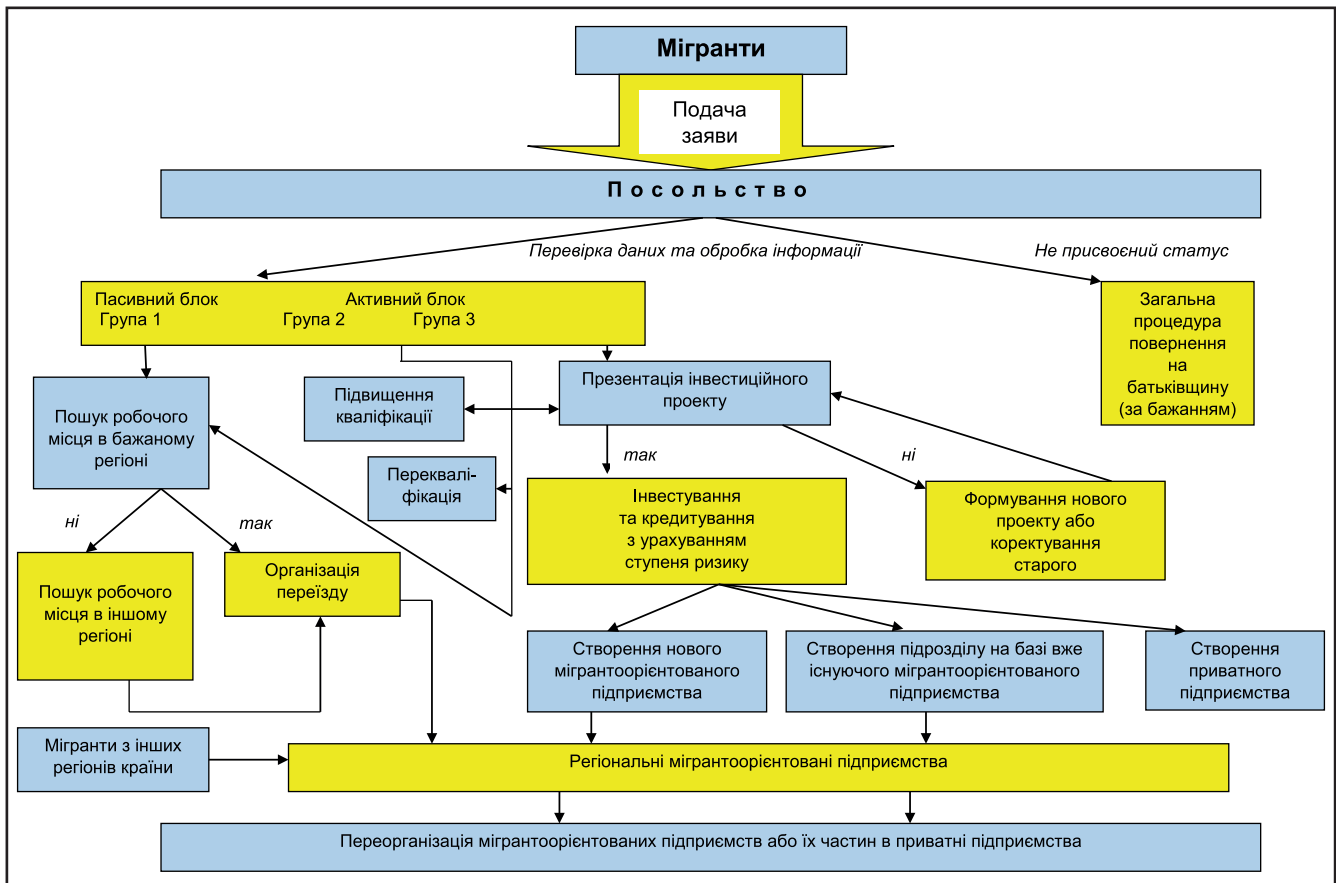 Мігранти
Подача
заяви
Посольство
Перевірка даних та обробка інформації
Не присвоєний статус
Пасивний блок
Активний блок
Група 1
Група 2
Група 3
Загальна
процедура
повернення
на
батьківщину
(за бажанням)
Пошук робочого
місця в бажаному
регіоні
Підвищення
кваліфікації
Презентація інвестиційного
проекту
Переквалі-
фікація
так
ні
Інвестування
та кредитування
з урахуванням
ступеня ризику
Формування нового
проекту або
коректування
старого
ні
так
Пошук робочого
місця в іншому
регіоні
Організація
переїзду
Створення нового
мігрантоорієнтованого
підприємства
Створення підрозділу на базі вже
існуючого мігрантоорієнтованого
підприємства
Створення
приватного
підприємства
Мігранти з інших
регіонів країни
Регіональні мігрантоорієнтовані підприємства
Переорганізація мігрантоорієнтованих підприємств або їх частин в приватні підприємства